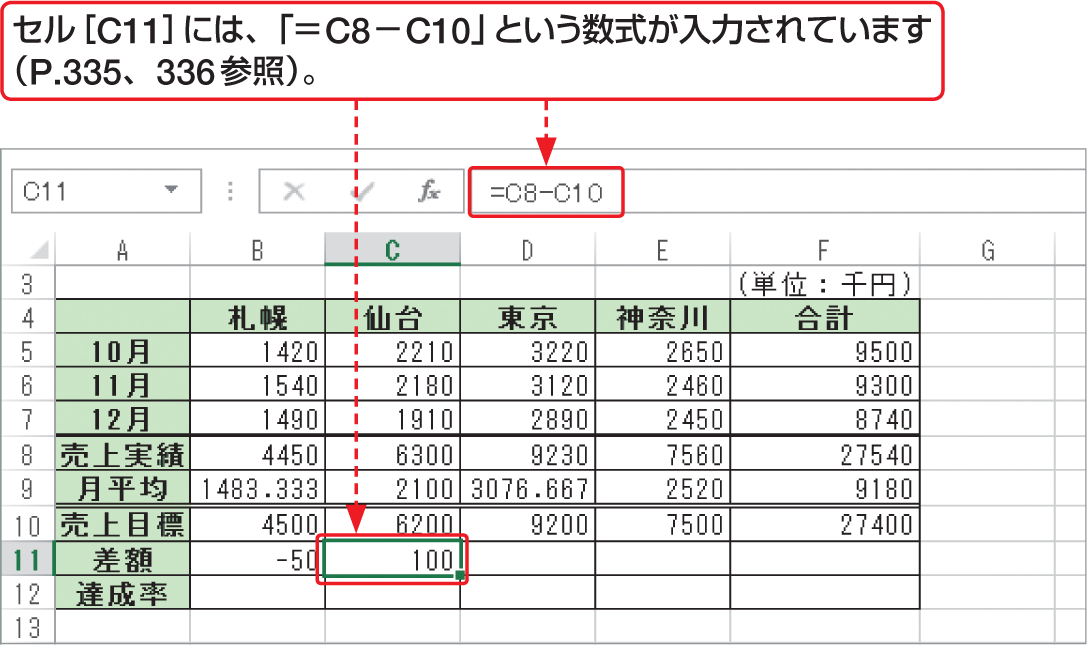 セル［C11］には、「＝C8－C10」という数式が入力されています
（P.335、336参照）。
C11 fx =C8-C10
A B C D E F G
3 (単位：千円)
4 札幌 仙台 東京 神奈川 合計
5 10月 1420 2210 3220 2650 9500
6 11月 1540 2180 3120 2460 9300
7 12月 1490 1910 2890 2450 8740
8 売上実績 4450 6300 9230 7560 27540
9 月平均 1483.333 2100 3076.667 2520 9180
10 売上目標 4500 6200 9200 7500 27400
11 差額 -50 100
12 達成率
13